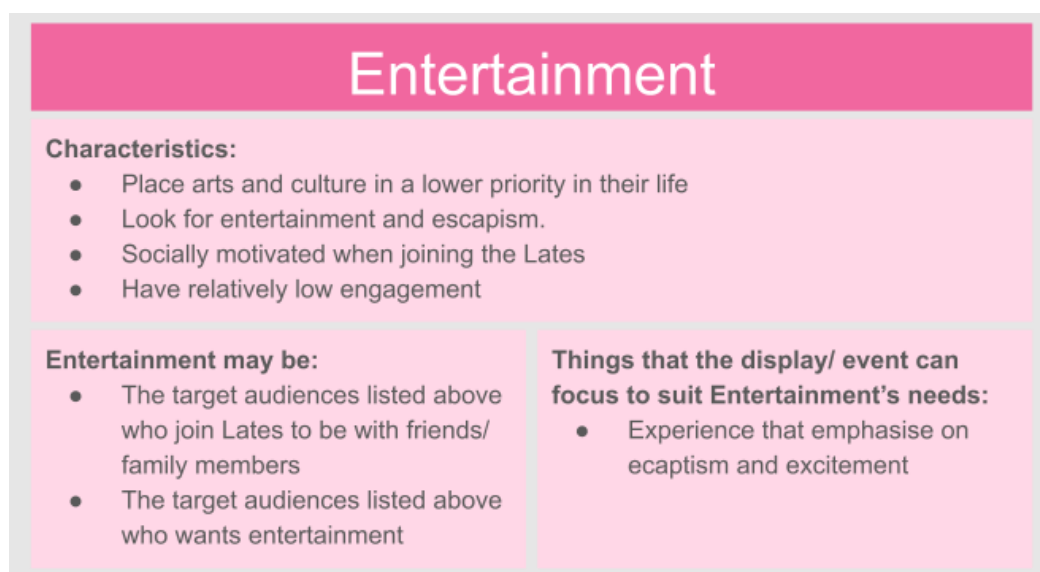 Entertainment
Characteristics:
● Place arts and culture in a lower priority in their life
● Look for entertainment and escapism.
● Socially motivated when joining the Lates
● Have relatively low engagement
Entertainment may be:
● The target audiences listed above
who join Lates to be with friends/
family members
● The target audiences listed above
who wants entertainment
Things that the display/ event can
focus to suit Entertainment's needs:
● Experience that emphasise on
ecaptism and excitement